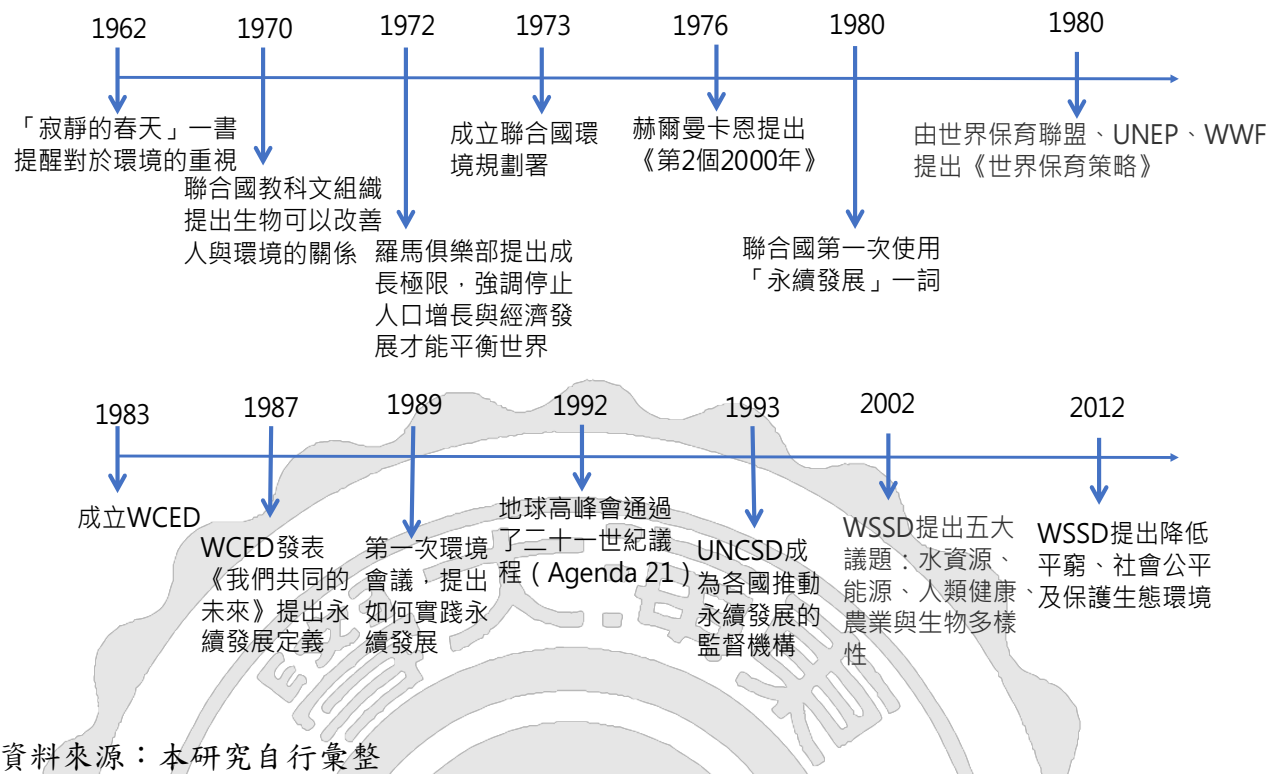 1962
1970
1972
1973
1976
1980
1980
「寂靜的春天」一書
提醒對於環境的重視
聯合國教科文組織
提出生物可以改善
人與環境的關係
羅馬俱樂部提出成
長極限，強調停止
人口增長與經濟發
展才能平衡世界
成立聯合國環
境規劃署
赫爾曼卡恩提出
《第2個2000年》
聯合國第一次使用
「永續發展」一詞
由世界保育聯盟、UNEP、WWF
提出《世界保育策略》
1983
1987
1989
1992
1993
2002
2012
成立WCED
WCED發表
《我們共同的
未來》提出永
續發展定義
第一次環境
會議，提出
如何實踐永
續發展
地球高峰會通過
了二十一世紀議
程（Agenda 21）
UNCSD成
為各國推動
永續發展的
監督機構
WSSD提出五大
議題：水資源、
能源、人類健康、
農業與生物多樣
性
WSSD提出降低
平窮、社會公平
及保護生態環境
資料來源：本研究自行彙整